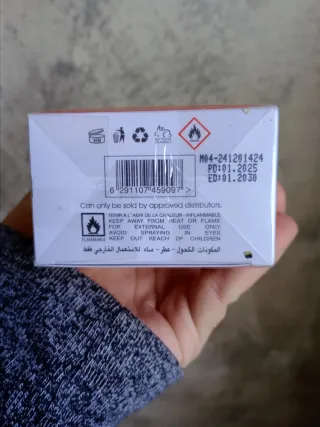 M04-241201424
PD:01.2025
ED:01.2030
6 291107 459097 >
Can only be sold by approved distributors.
TENIR A L'ABRI DE LA CHALEUR-INFLAMMABLE
KEEP AWAY FROM HEAT OR FLAME
FOR EXTERNAL USE ONLY
AVOID SPRAYING IN EYES
KEEP OUT REACH OF CHILDREN
FLAMMABLE
المكونات: الكحول - عطر - ماء للاستعمال الخارجي فقط